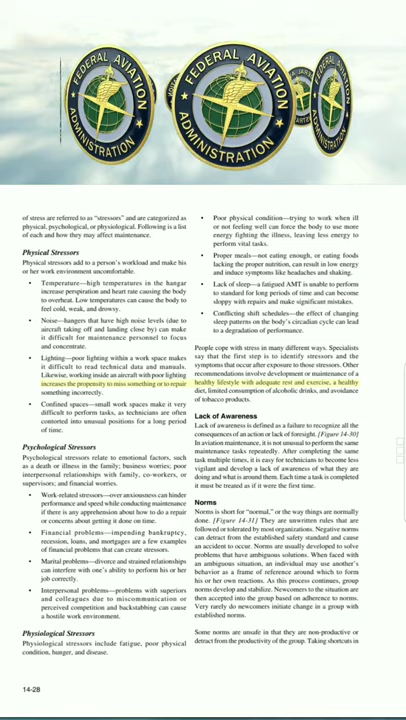 FEDERAL AVIATION
ADMINISTRATION
FEDERAL AVIATION
ADMINISTRATION
FEDERAL AVIATION
ADMINISTRATION
of stress are referred to as “stressors” and are categorized as
physical, psychological, or physiological. Following is a list
of each and how they may affect maintenance.
Physical Stressors
Physical stressors add to a person’s workload and make his
or her work environment uncomfortable.
• Temperature—high temperatures in the hangar
increase perspiration and heart rate causing the body
to overheat. Low temperatures can cause the body to
feel cold, weak, and drowsy.
• Noise—hangars that have high noise levels (due to
aircraft taking off and landing close by) can make
it difficult for maintenance personnel to focus
and concentrate.
• Lighting—poor lighting within a work space makes
it difficult to read technical data and manuals.
Likewise, working inside an aircraft with poor lighting
increases the propensity to miss something or to repair
something incorrectly.
• Confined spaces—small work spaces make it very
difficult to perform tasks, as technicians are often
contorted into unusual positions for a long period
of time.
Psychological Stressors
Psychological stressors relate to emotional factors, such
as a death or illness in the family; business worries; poor
interpersonal relationships with family, co-workers, or
supervisors; and financial worries.
• Work-related stressors—over anxiousness can hinder
performance and speed while conducting maintenance
if there is any apprehension about how to do a repair
or concerns about getting it done on time.
• Financial problems—impending bankruptcy,
recession, loans, and mortgages are a few examples
of financial problems that can create stressors.
• Marital problems—divorce and strained relationships
can interfere with one’s ability to perform his or her
job correctly.
• Interpersonal problems—problems with superiors
and colleagues due to miscommunication or
perceived competition and backstabbing can cause
a hostile work environment.
Physiological Stressors
Physiological stressors include fatigue, poor physical
condition, hunger, and disease.
• Poor physical condition—trying to work when ill
or not feeling well can force the body to use more
energy fighting the illness, leaving less energy to
perform vital tasks.
• Proper meals—not eating enough, or eating foods
lacking the proper nutrition, can result in low energy
and induce symptoms like headaches and shaking.
• Lack of sleep—a fatigued AMT is unable to perform
to standard for long periods of time and can become
sloppy with repairs and make significant mistakes.
• Conflicting shift schedules—the effect of changing
sleep patterns on the body’s circadian cycle can lead
to a degradation of performance.
People cope with stress in many different ways. Specialists
say that the first step is to identify stressors and the
symptoms that occur after exposure to those stressors. Other
recommendations involve development or maintenance of a
healthy lifestyle with adequate rest and exercise, a healthy
diet, limited consumption of alcoholic drinks, and avoidance
of tobacco products.
Lack of Awareness
Lack of awareness is defined as a failure to recognize all the
consequences of an action or lack of foresight. [Figure 14-30]
In aviation maintenance, it is not unusual to perform the same
maintenance tasks repeatedly. After completing the same
task multiple times, it is easy for technicians to become less
vigilant and develop a lack of awareness of what they are
doing and what is around them. Each time a task is completed
it must be treated as if it were the first time.
Norms
Norms is short for “normal,” or the way things are normally
done. [Figure 14-31] They are unwritten rules that are
followed or tolerated by most organizations. Negative norms
can detract from the established safety standard and cause
an accident to occur. Norms are usually developed to solve
problems that have ambiguous solutions. When faced with
an ambiguous situation, an individual may use another’s
behavior as a frame of reference around which to form
his or her own reactions. As this process continues, group
norms develop and stabilize. Newcomers to the situation are
then accepted into the group based on adherence to norms.
Very rarely do newcomers initiate change in a group with
established norms.
Some norms are unsafe in that they are non-productive or
detract from the productivity of the group. Taking shortcuts in
14-28